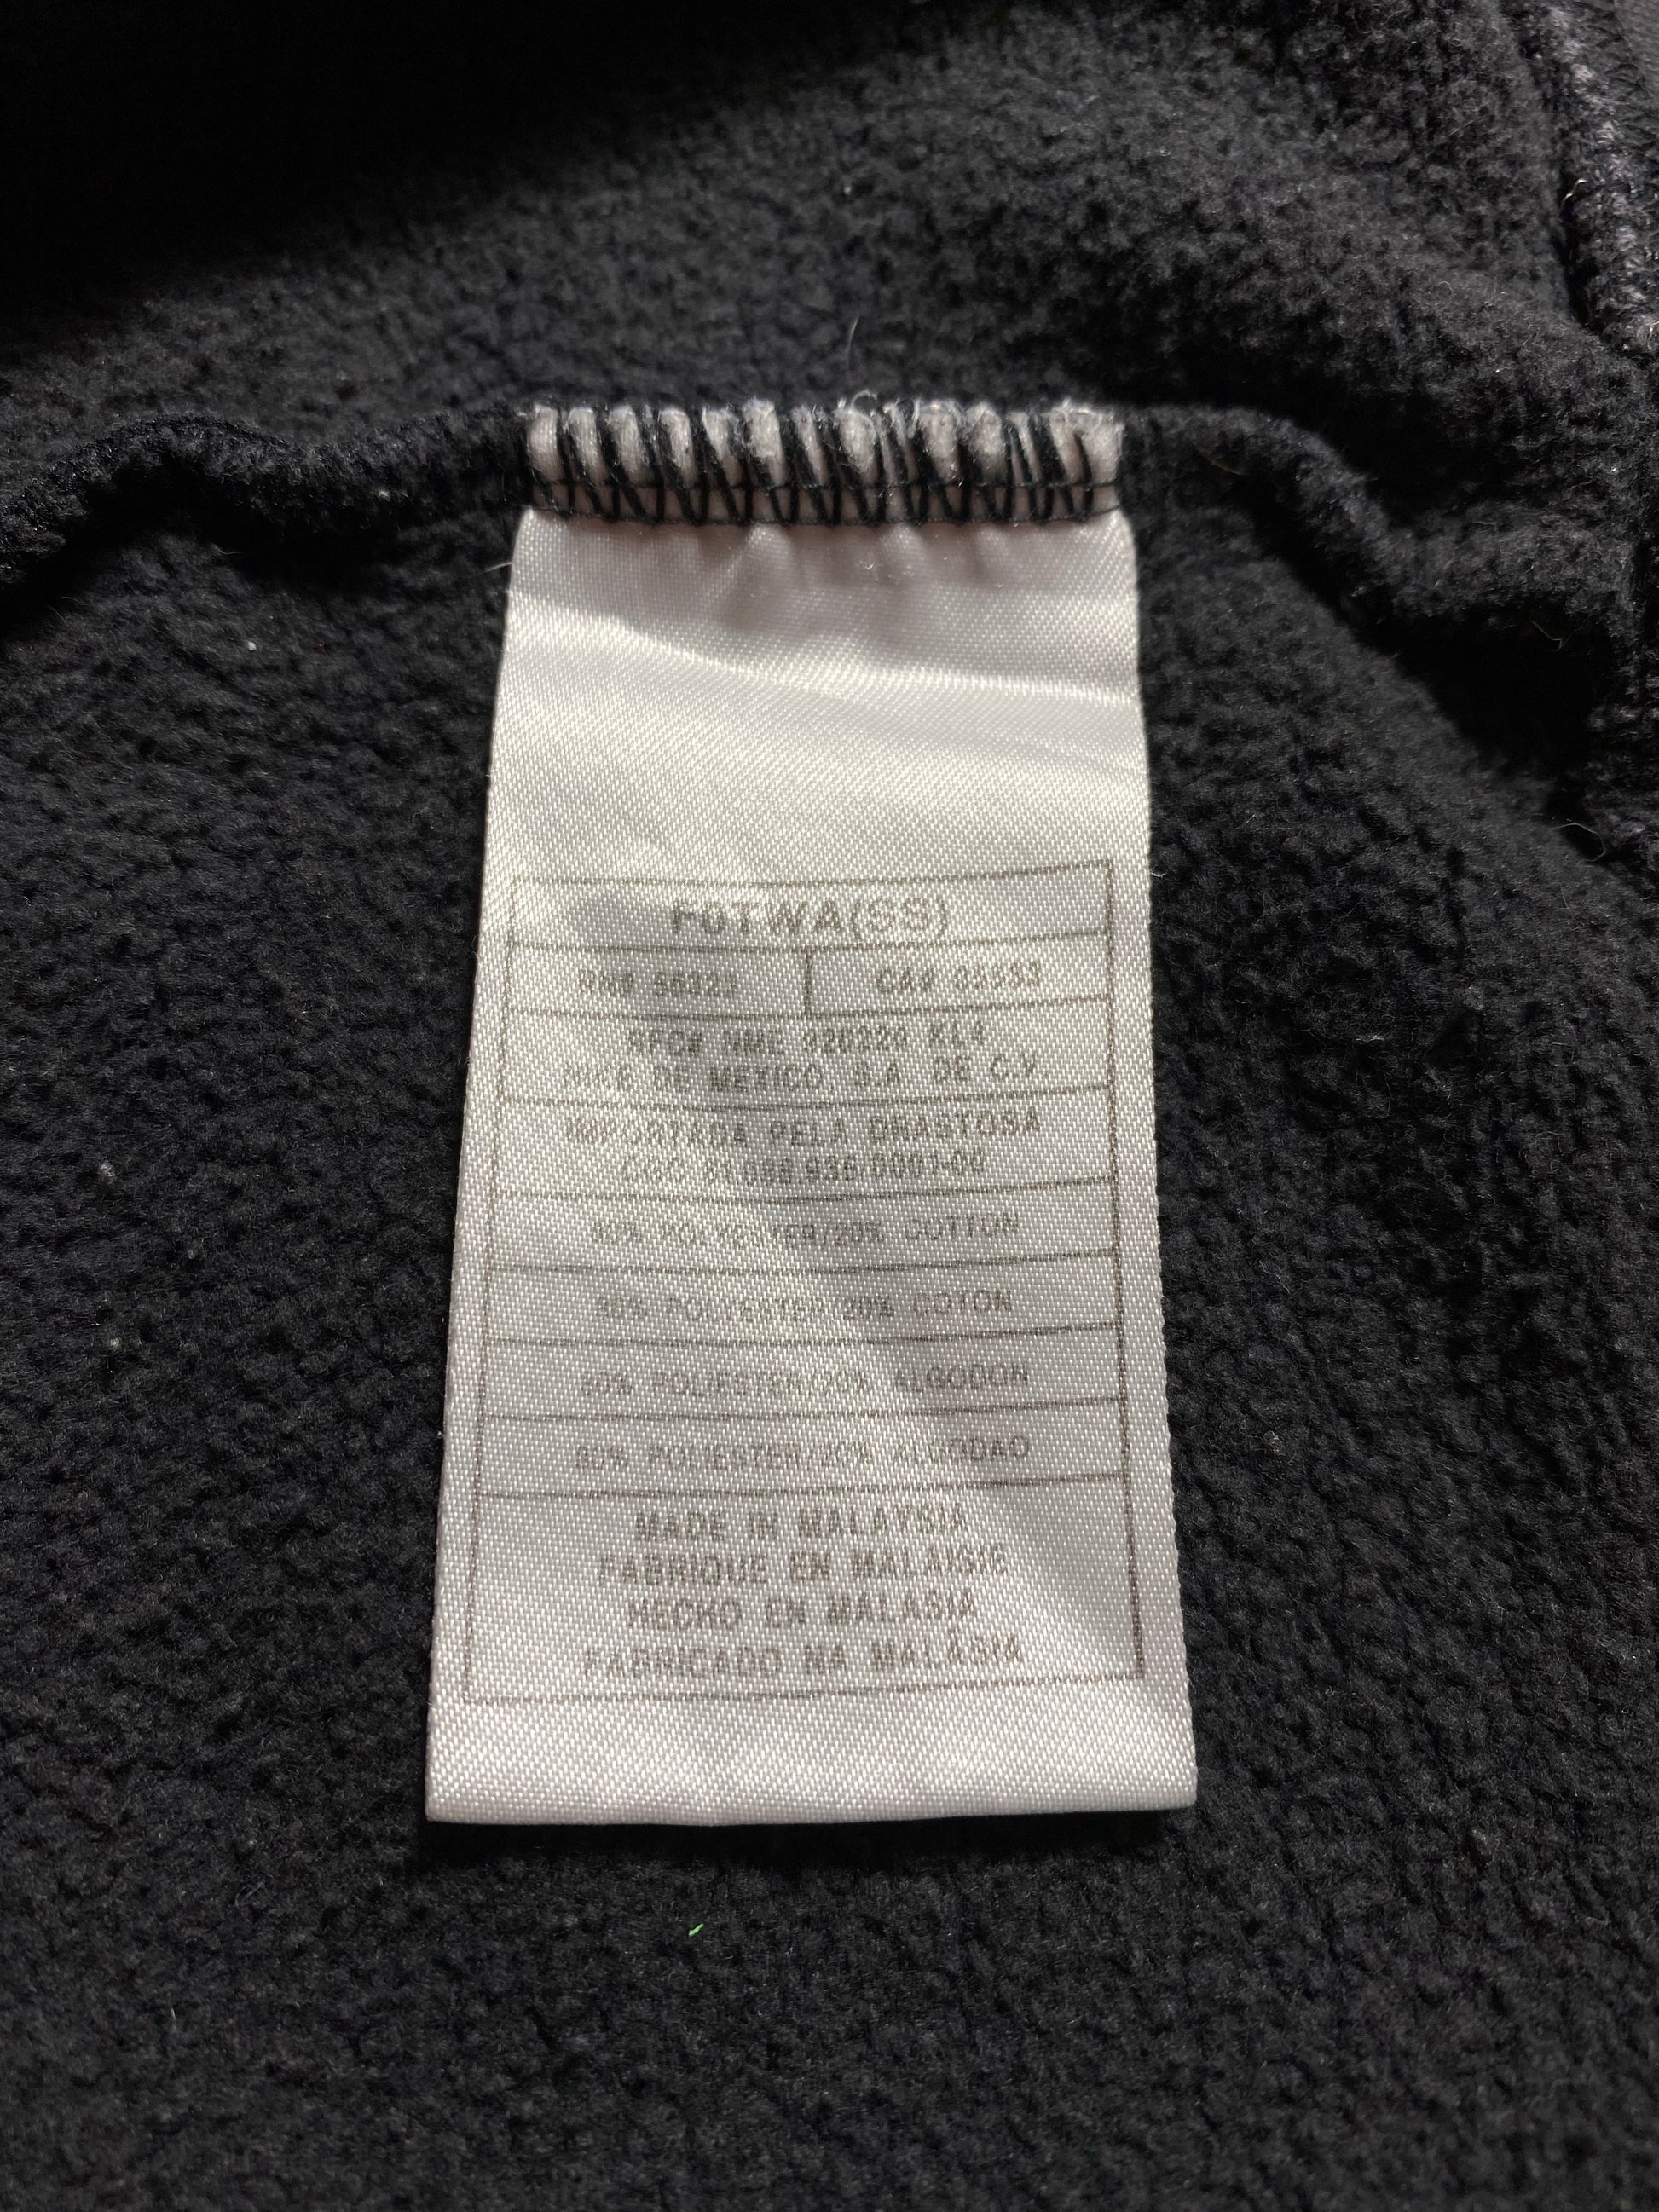 FOTWA(SS)
RN# 56323 CA# 05553
RFC# NME 920220 KL4
NIKE DE MEXICO, S.A. DE C.V
IMPORTADA PELA DRASTOSA
CGC
80% POLYESTER/20% COTTON
80% POLYESTER/20% COTON
80% POLIESTER/20% ALGODON
80% POLIESTER/20% ALGODAO
MADE IN MALAYSIA
FABRIQUE EN MALAISIE
HECHO EN MALASIA
FABRICADO NA MALÁSIA